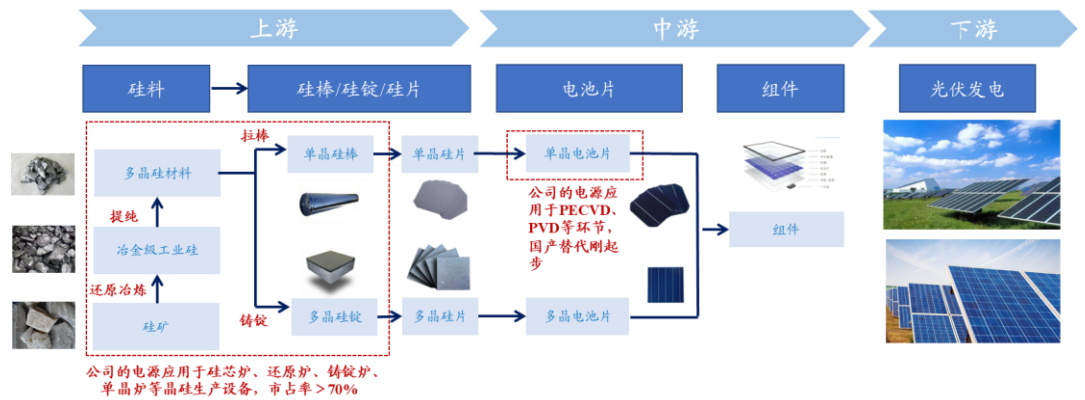 上游
中游
下游
硅料
硅棒/硅锭/硅片
电池片
组件
光伏发电
拉棒
单晶硅棒
单晶硅片
单晶电池片
多晶硅材料
提纯
冶金级工业硅
还原冶炼
硅矿
公司的电源应
用于PECVD、
PVD等环节，
国产替代刚起
步
组件
铸锭
多晶硅锭
多晶硅片
多晶电池片
公司的电源应用于硅芯炉、还原炉、铸锭炉、
单晶炉等晶硅生产设备，市占率＞70%